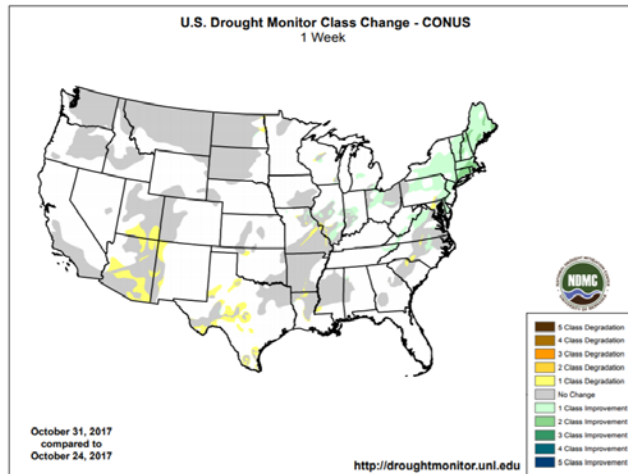 U.S. Drought Monitor Class Change - CONUS
1 Week
NDMC
5 Class Degradation
4 Class Degradation
3 Class Degradation
2 Class Degradation
1 Class Degradation
No Change
1 Class Improvement
2 Class Improvement
3 Class Improvement
4 Class Improvement
5 Class Improvement
October 31, 2017
compared to
October 24, 2017
http://droughtmonitor.unl.edu